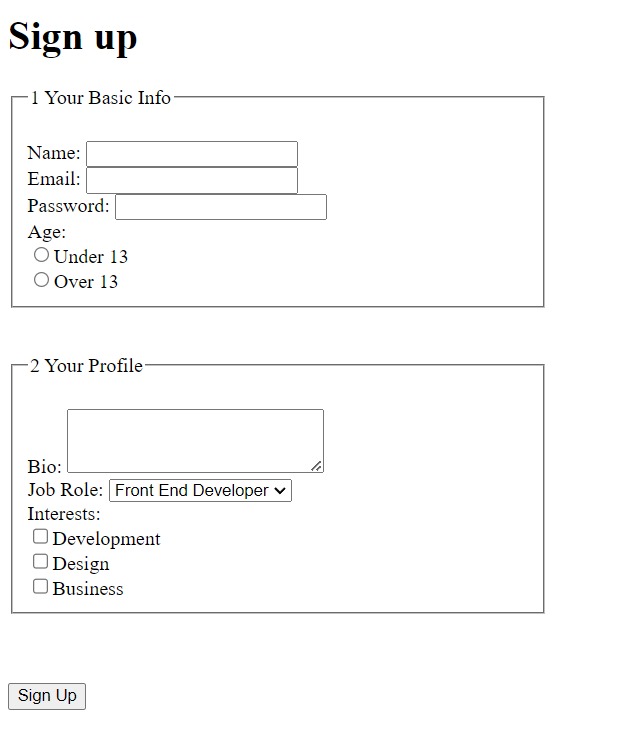 Sign up
1 Your Basic Info
Name:
Email:
Password:
Age:
Under 13
Over 13
2 Your Profile
Bio:
Job Role: Front End Developer
Interests:
Development
Design
Business
Sign Up